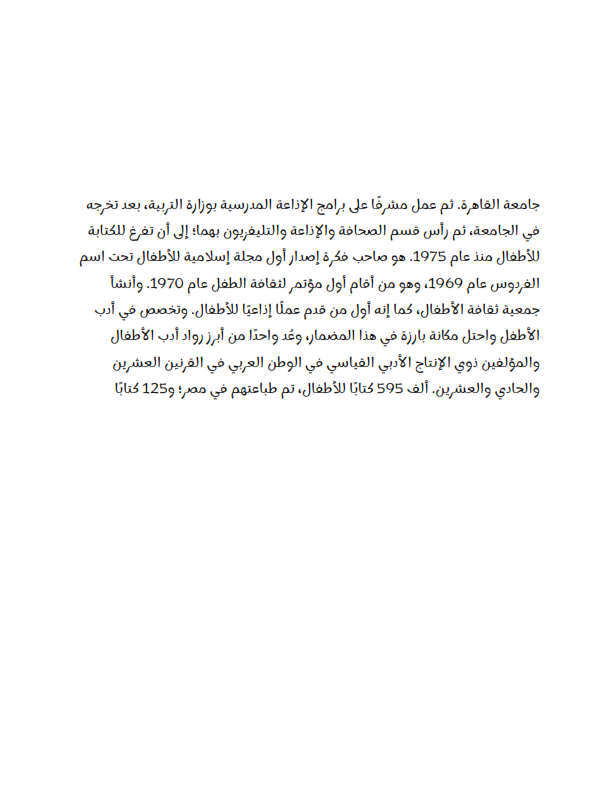 جامعة القاهرة. ثم عمل مشرفًا على برامج الإذاعة المدرسية بوزارة التربية، بعد تخرجه
في الجامعة، ثم رأس قسم الصحافة والإذاعة والتليفزيون بهما؛ إلى أن تفرغ للكتابة
للأطفال منذ عام 1975. هو صاحب فكرة إصدار أول مجلة إسلامية للأطفال تحت اسم
الفردوس عام 1969، وهو من أقام أول مؤتمر لثقافة الطفل عام 1970. وأنشأ
جمعية ثقافة الأطفال، كما إنه أول من قدم عملًا إذاعيًا للأطفال. وتخصص في أدب
الأطفل واحتل مكانة بارزة في هذا المضمار، وعُد واحدًا من أبرز رواد أدب الأطفال
والمؤلفين ذوي الإنتاج الأدبي القياسي في الوطن العربي في القرنين العشرين
والحادي والعشرين. ألف 595 كتابًا للأطفال، تم طباعتهم في مصر؛ و125 كتابًا